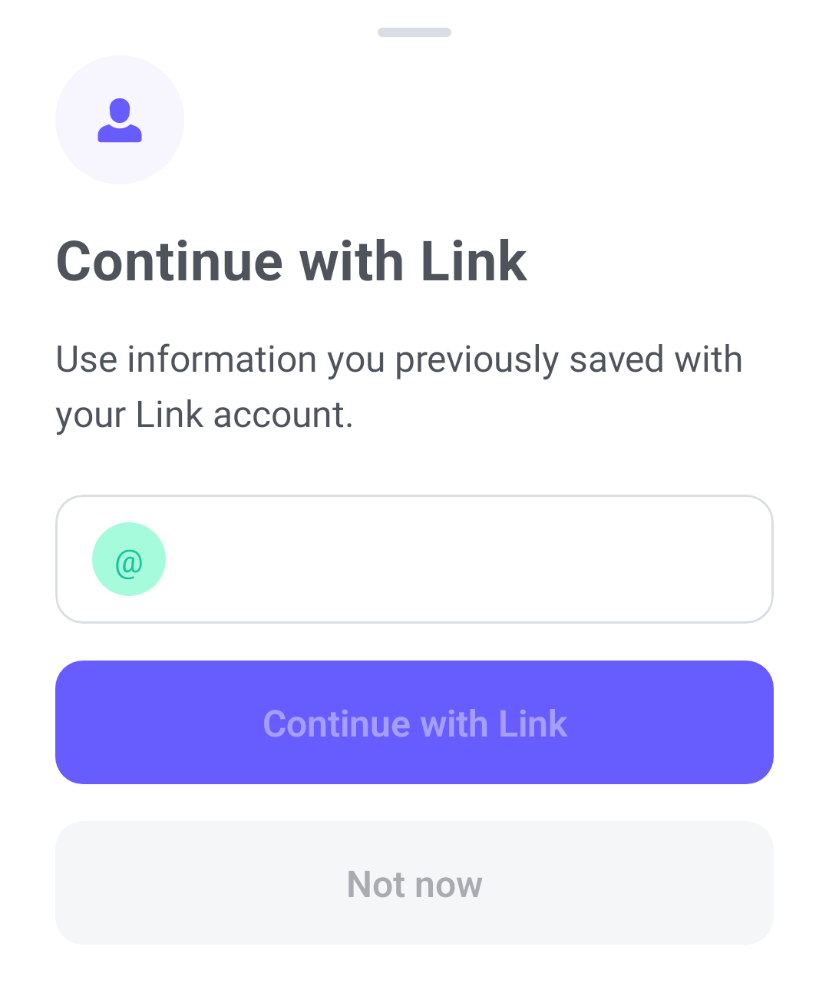 Continue with Link
Use information you previously saved with
your Link account.
@
Continue with Link
Not now